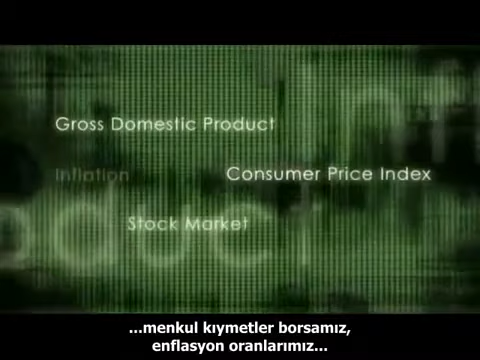 Gross Domestic Product
Inflation
Consumer Price Index
Stock Market
...menkul kıymetler borsamız,
enflasyon oranlarımız...